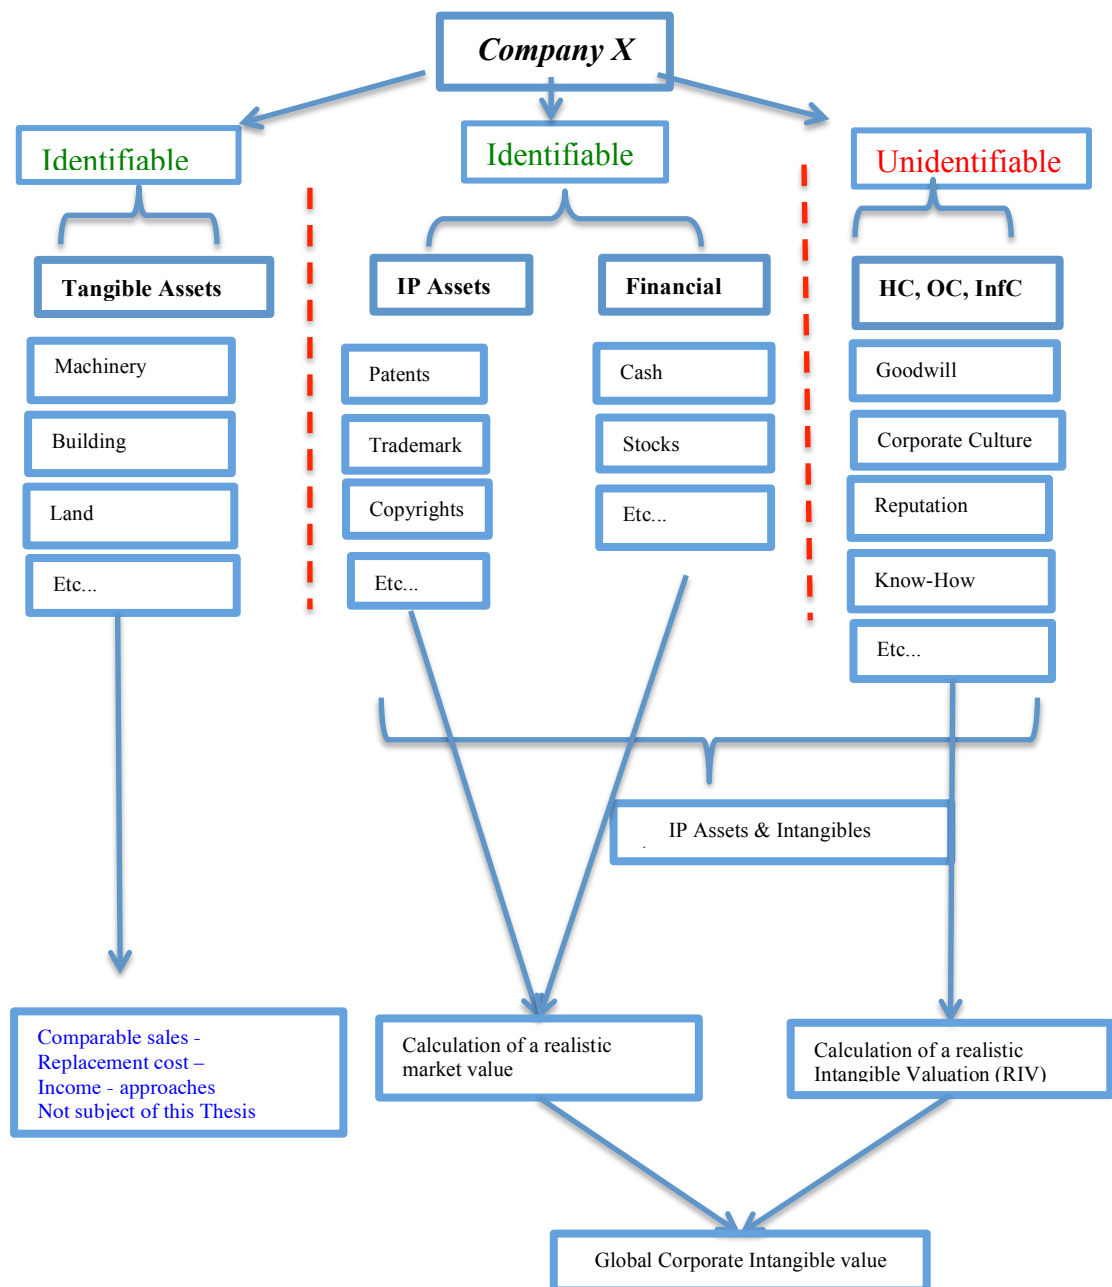 Company X
Identifiable
Identifiable
Unidentifiable
Tangible Assets
IP Assets
Financial
HC, OC, InfC
Machinery
Building
Land
Etc...
Patents
Trademark
Copyrights
Etc...
Cash
Stocks
Etc...
Goodwill
Corporate Culture
Reputation
Know-How
Etc...
IP Assets & Intangibles
.
Comparable sales -
Replacement cost –
Income - approaches
Not subject of this Thesis
Calculation of a realistic
market value
Calculation of a realistic
Intangible Valuation (RIV)
Global Corporate Intangible value